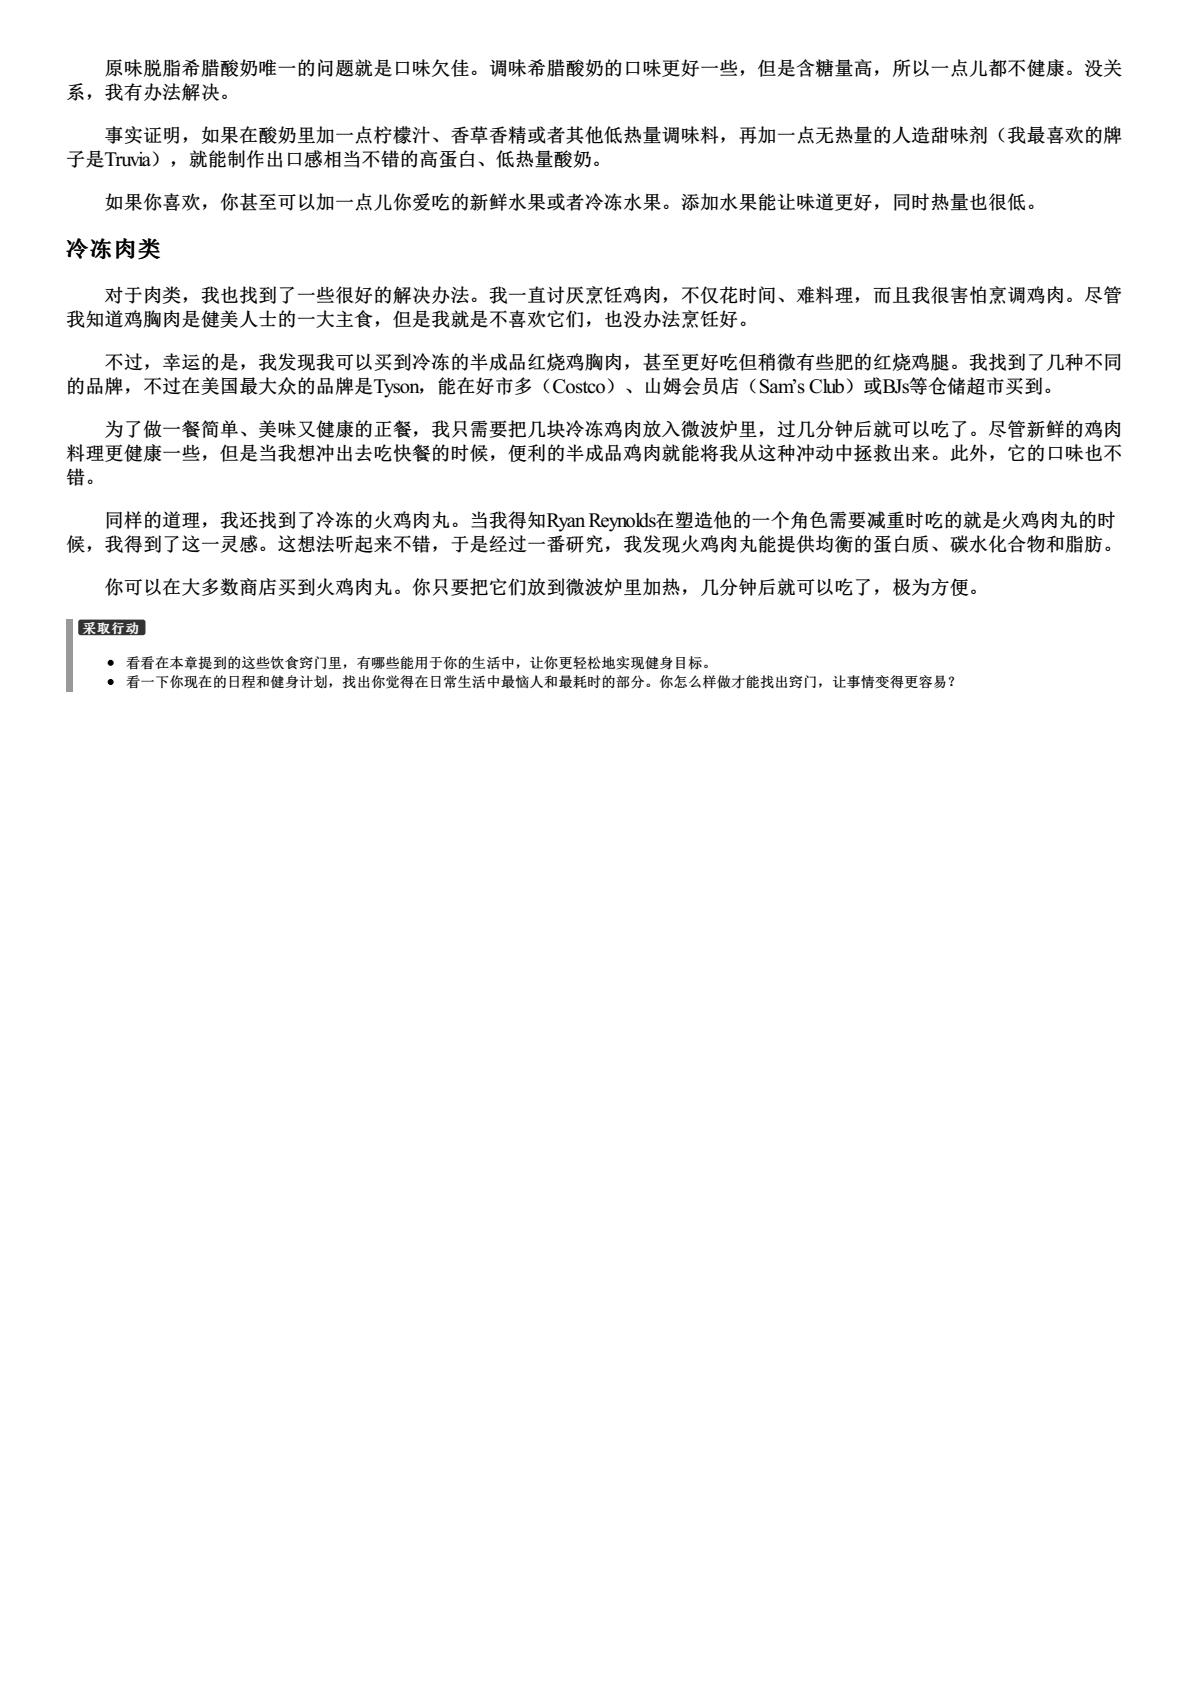 原味脱脂希腊酸奶唯一的问题就是口味欠佳。调味希腊酸奶的口味更好一些，但是含糖量高，所以一点儿都不健康。没关
系，我有办法解决。
事实证明，如果在酸奶里加一点柠檬汁、香草香精或者其他低热量调味料，再加一点无热量的人造甜味剂（我最喜欢的牌
子是Truvia），就能制作出口感相当不错的高蛋白、低热量酸奶。
如果你喜欢，你甚至可以加一点儿你爱吃的新鲜水果或者冷冻水果。添加水果能让味道更好，同时热量也很低。
冷冻肉类
对于肉类，我也找到了一些很好的解决办法。我一直讨厌烹饪鸡肉，不仅花时间、难料理，而且我很害怕烹调鸡肉。尽管
我知道鸡胸肉是健美人士的一大主食，但是我就是不喜欢它们，也没办法烹饪好。
不过，幸运的是，我发现我可以买到冷冻的半成品红烧鸡胸肉，甚至更好吃但稍微有些肥的红烧鸡腿。我找到了几种不同
的品牌，不过在美国最大众的品牌是Tyson，能在好市多（Costco）、山姆会员店（Sam’s Club）或BJs等仓储超市买到。
为了做一餐简单、美味又健康的正餐，我只需要把几块冷冻鸡肉放入微波炉里，过几分钟后就可以吃了。尽管新鲜的鸡肉
料理更健康一些，但是当我想冲出去吃快餐的时候，便利的半成品鸡肉就能将我从这种冲动中拯救出来。此外，它的口味也不
错。
同样的道理，我还找到了冷冻的火鸡肉丸。当我得知Ryan Reynolds在塑造他的一个角色需要减重时吃的就是火鸡肉丸的时
候，我得到了这一灵感。这想法听起来不错，于是经过一番研究，我发现火鸡肉丸能提供均衡的蛋白质、碳水化合物和脂肪。
你可以在大多数商店买到火鸡肉丸。你只要把它们放到微波炉里加热，几分钟后就可以吃了，极为方便。
采取行动
● 看看在本章提到的这些饮食窍门里，有哪些能用于你的生活中，让你更轻松地实现健身目标。
● 看一下你现在的日程和健身计划，找出你觉得在日常生活中最恼人和最耗时的部分。你怎么样做才能找出窍门，让事情变得更容易？